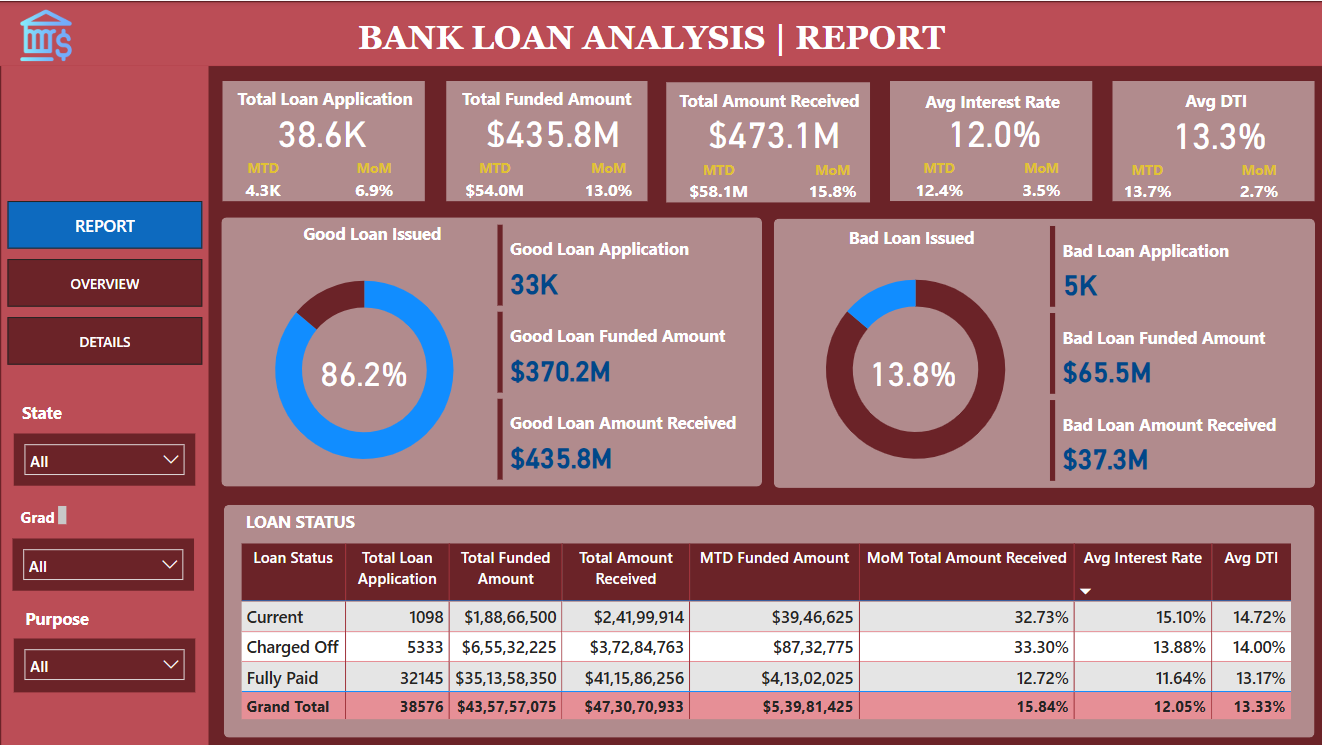 BANK LOAN ANALYSIS | REPORT
Total Loan Application
38.6K
MTD MoM
4.3K 6.9%
Total Funded Amount
$435.8M
MTD MoM
$54.0M 13.0%
Total Amount Received
$473.1M
MTD MoM
$58.1M 15.8%
Avg Interest Rate
12.0%
MTD MoM
12.4% 3.5%
Avg DTI
13.3%
MTD MoM
13.7% 2.7%
REPORT
OVERVIEW
DETAILS
State
All
Grad
All
Purpose
All
Good Loan Issued
86.2%
Good Loan Application
33K
Good Loan Funded Amount
$370.2M
Good Loan Amount Received
$435.8M
Bad Loan Issued
13.8%
Bad Loan Application
5K
Bad Loan Funded Amount
$65.5M
Bad Loan Amount Received
$37.3M
LOAN STATUS
Loan Status Total Loan Application Total Funded Amount Total Amount Received MTD Funded Amount MoM Total Amount Received Avg Interest Rate Avg DTI
Current 1098 $1,88,66,500 $2,41,99,914 $39,46,625 32.73% 15.10% 14.72%
Charged Off 5333 $6,55,32,225 $3,72,84,763 $87,32,775 33.30% 13.88% 14.00%
Fully Paid 32145 $35,13,58,350 $41,15,86,256 $4,13,02,025 12.72% 11.64% 13.17%
Grand Total 38576 $43,57,57,075 $47,30,70,933 $5,39,81,425 15.84% 12.05% 13.33%